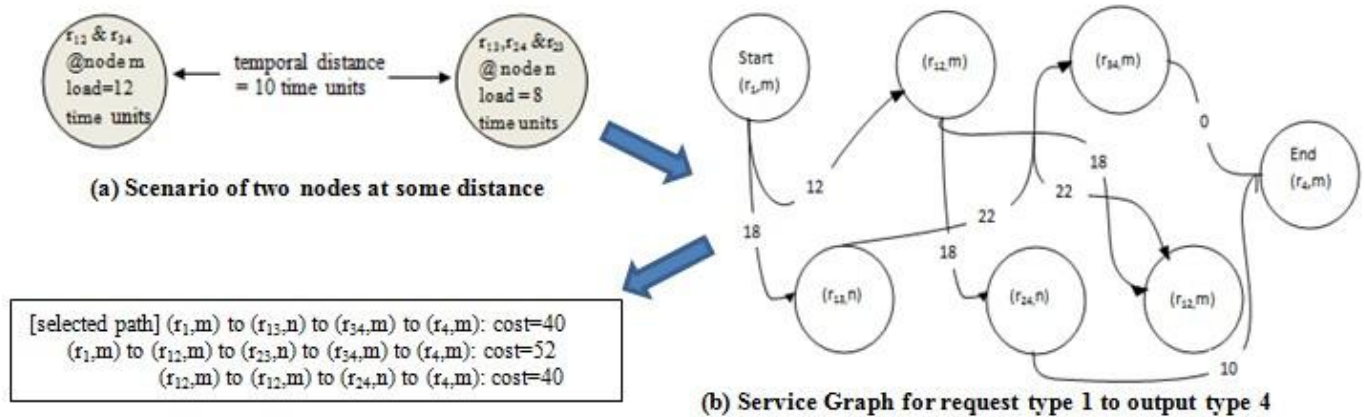 r₁₂ & r₃₄
@node m
load=12
time units
temporal distance
= 10 time units
r₁₃,r₂₄ &r₂₃
@ node n
load = 8
time units
(a) Scenario of two nodes at some distance
Start
(r₁,m)
(r₁₂,m)
(r₃₄,m)
0
End
(r₄,m)
12
18
22
18
18
22
(r₁₃,n)
(r₂₄,n)
(r₁₂,m)
10
(b) Service Graph for request type 1 to output type 4
[selected path] (r₁,m) to (r₁₃,n) to (r₃₄,m) to (r₄,m): cost=40
(r₁,m) to (r₁₂,m) to (r₂₃,n) to (r₃₄,m) to (r₄,m): cost=52
(r₁₂,m) to (r₁₂,m) to (r₂₄,n) to (r₄,m): cost=40